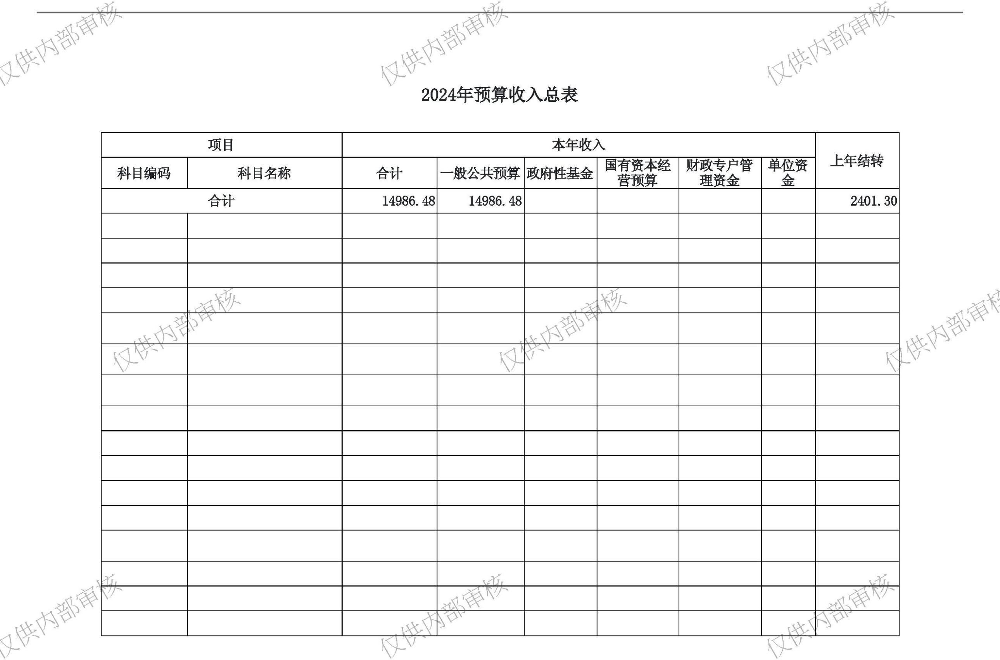 仅供内部审核 仅供内部审核 仅供内部审核
2024年预算收入总表
项目 本年收入 上年结转
科目编码 科目名称 合计 一般公共预算 政府性基金 国有资本经营预算 财政专户管理资金 单位资金
合计 14986.48 14986.48 2401.30
仅供内部审核 仅供内部审核 仅供内部审核
仅供内部审核 仅供内部审核 仅供内部审核